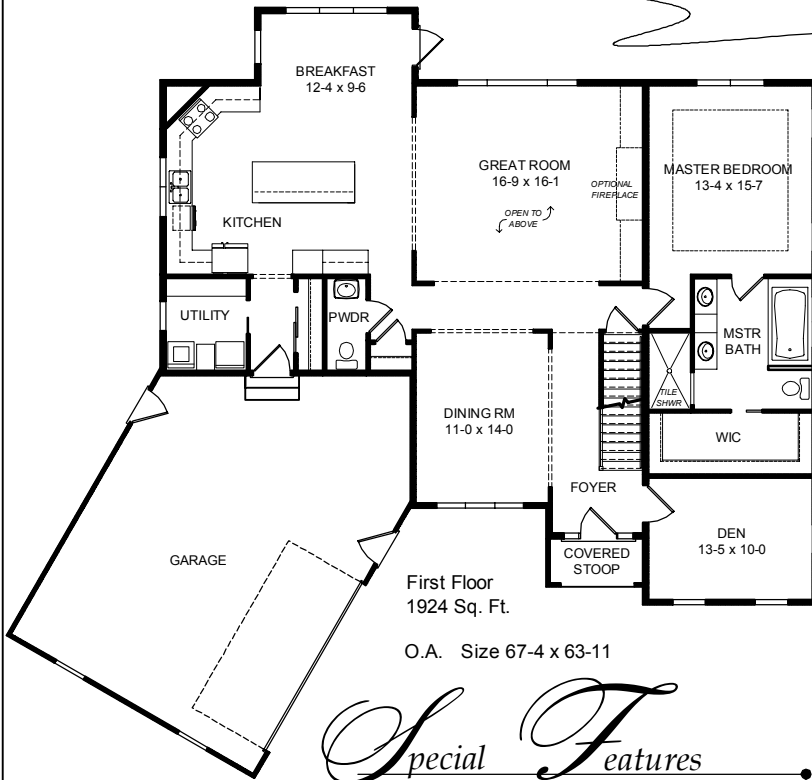 BREAKFAST
12-4 x 9-6
GREAT ROOM
16-9 x 16-1
OPTIONAL
FIREPLACE
OPEN TO
ABOVE
MASTER BEDROOM
13-4 x 15-7
KITCHEN
UTILITY
PWDR
MSTR
BATH
TILE
SHWR
DINING RM
11-0 x 14-0
WIC
FOYER
DEN
13-5 x 10-0
GARAGE
COVERED
STOOP
First Floor
1924 Sq. Ft.
O.A. Size 67-4 x 63-11
Special Features